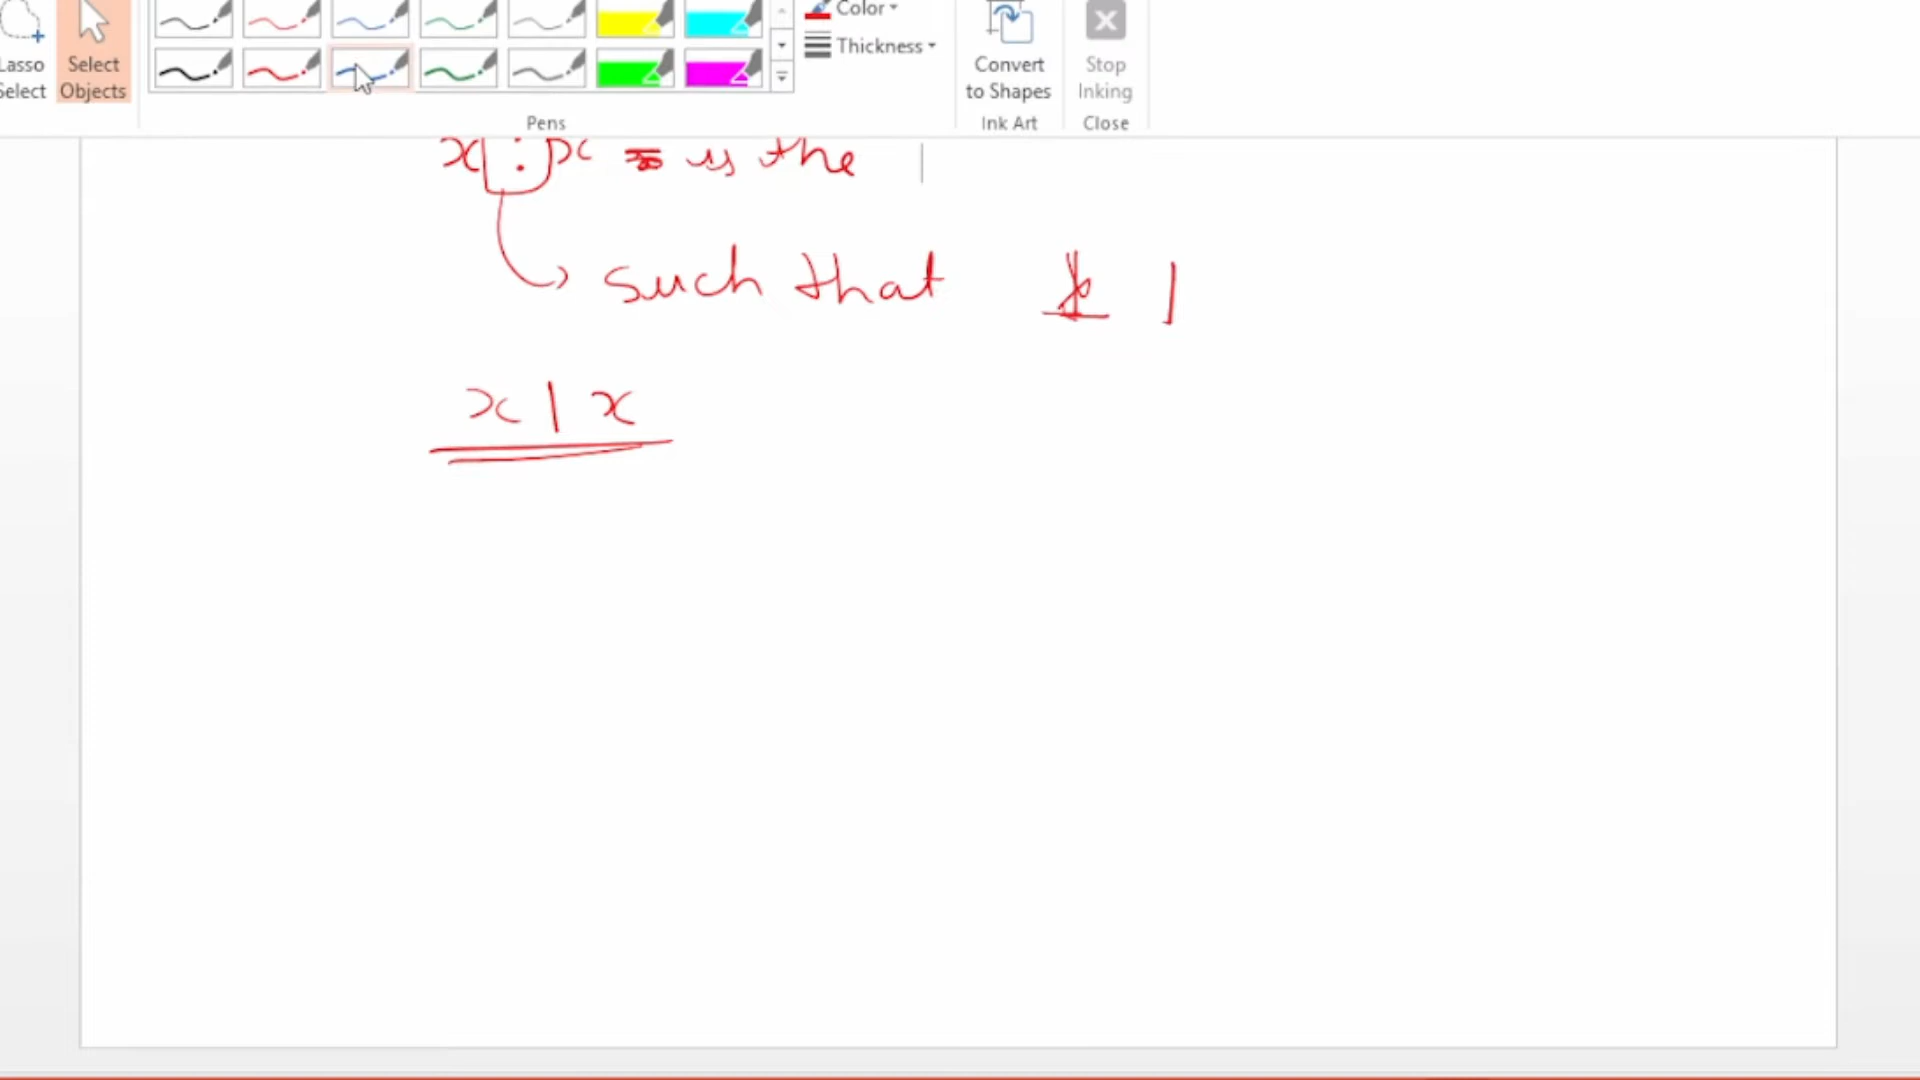 Color
Lasso Select
Select Objects
Thickness
Convert to Shapes
Stop Inking
Pens
Ink Art
Close
x : x is the |
such that |
x | x